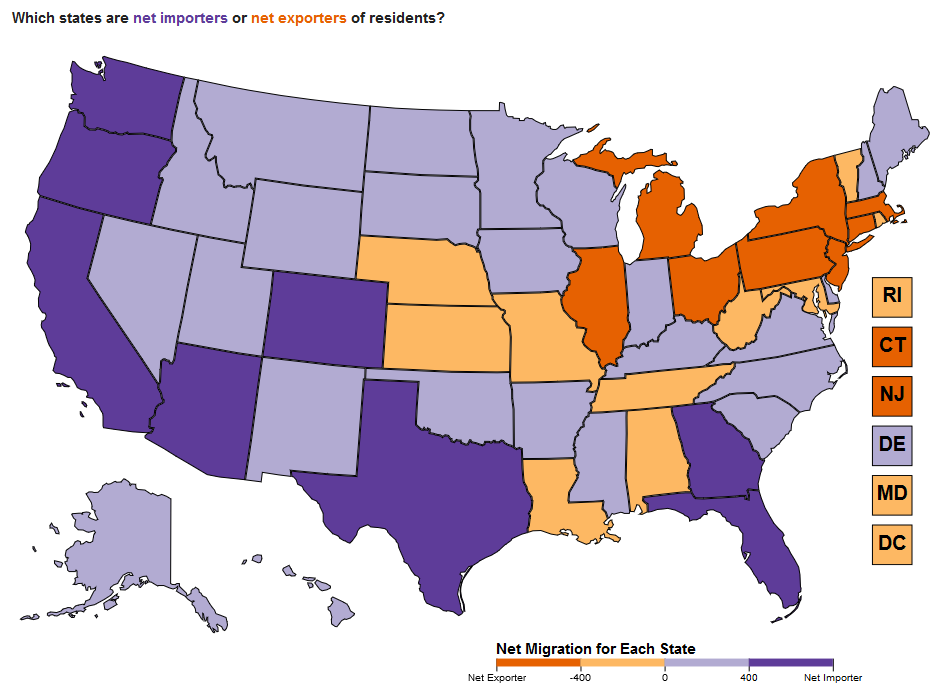 Which states are net importers or net exporters of residents?
RI
CT
NJ
DE
MD
DC
Net Migration for Each State
Net Exporter -400 0 400 Net Importer